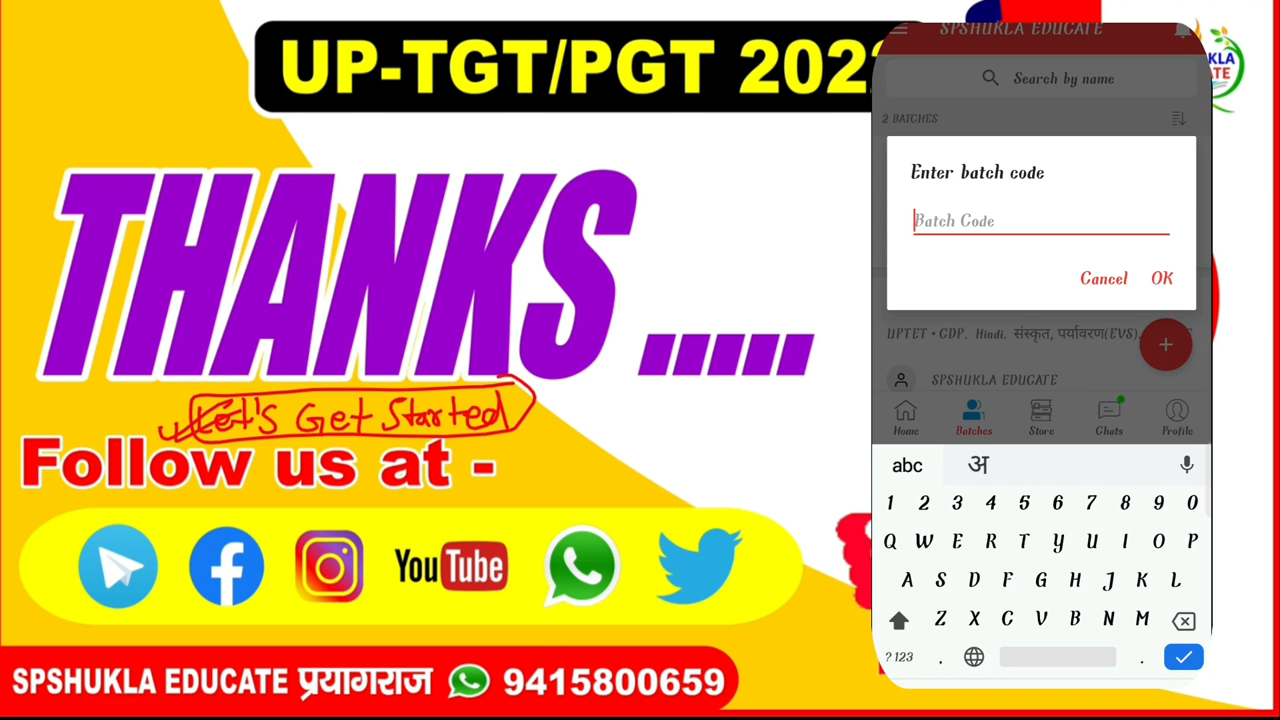 UP-TGT/PGT 202
THANKS.....
Let's Get Started
Follow us at -
You Tube
SPSHUKLA EDUCATE प्रयागराज 9415800659
SPSHUKLA EDUCATE
Search by name
2 BATCHES
Enter batch code
Batch Code
Cancel OK
UPTET • CDP, Hindi, संस्कृत, पर्यावरण(EVS),
SPSHUKLA EDUCATE
Home Batches Store Chats Profile
abc अ
1 2 3 4 5 6 7 8 9 0
Q W E R T Y U I O P
A S D F G H J K L
Z X C V B N M
?123 . .